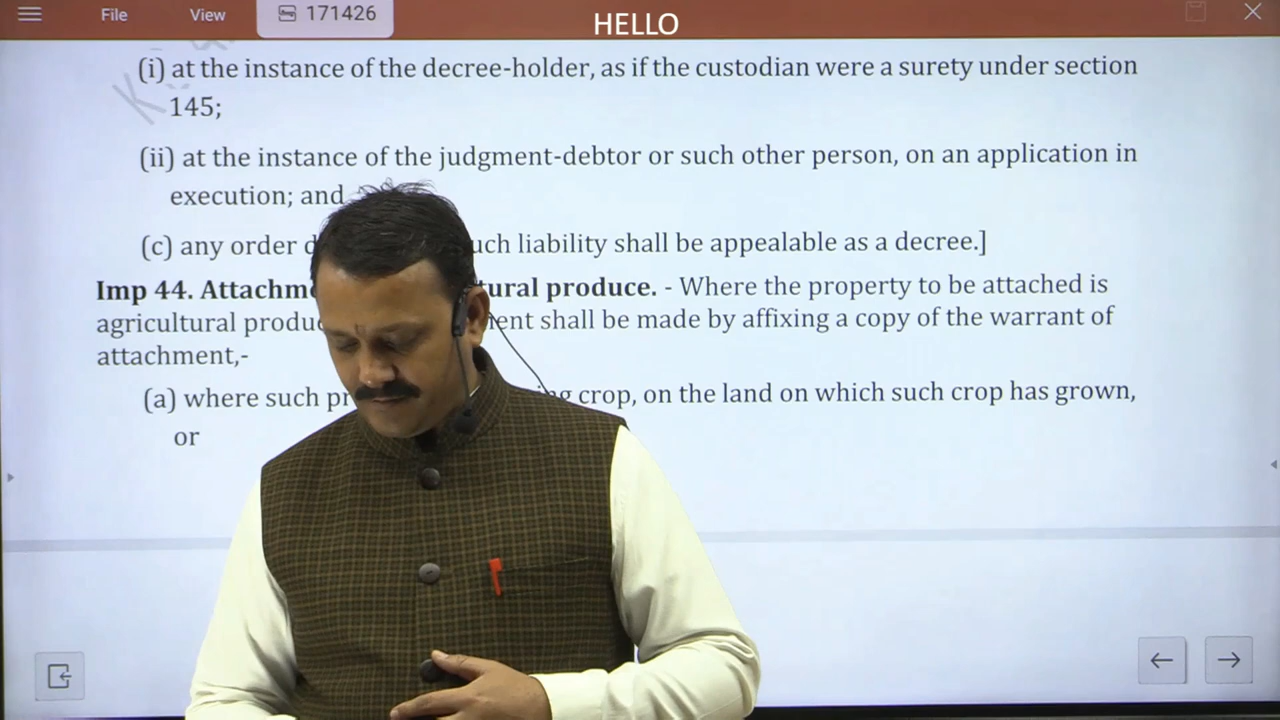 File View 171426 HELLO
(i) at the instance of the decree-holder, as if the custodian were a surety under section
145;
(ii) at the instance of the judgment-debtor or such other person, on an application in
execution; and
(c) any order uch liability shall be appealable as a decree.]
Imp 44. Attachm tural produce. - Where the property to be attached is
agricultural produ ent shall be made by affixing a copy of the warrant of
attachment,-
(a) where such pr ng crop, on the land on which such crop has grown,
or